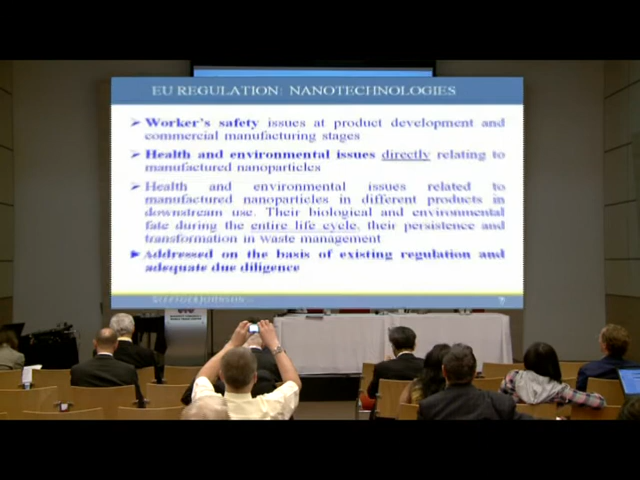 EU REGULATION: NANOTECHNOLOGIES
➤ Worker's safety issues at product development and
commercial manufacturing stages
➤ Health and environmental issues directly relating to
manufactured nanoparticles
➤ Health and environmental issues related to
manufactured nanoparticles in different products in
downstream use. Their biological and environmental
fate during the entire life cycle, their persistence and
transformation in waste management
➤ Addressed on the basis of existing regulation and
adequate due diligence